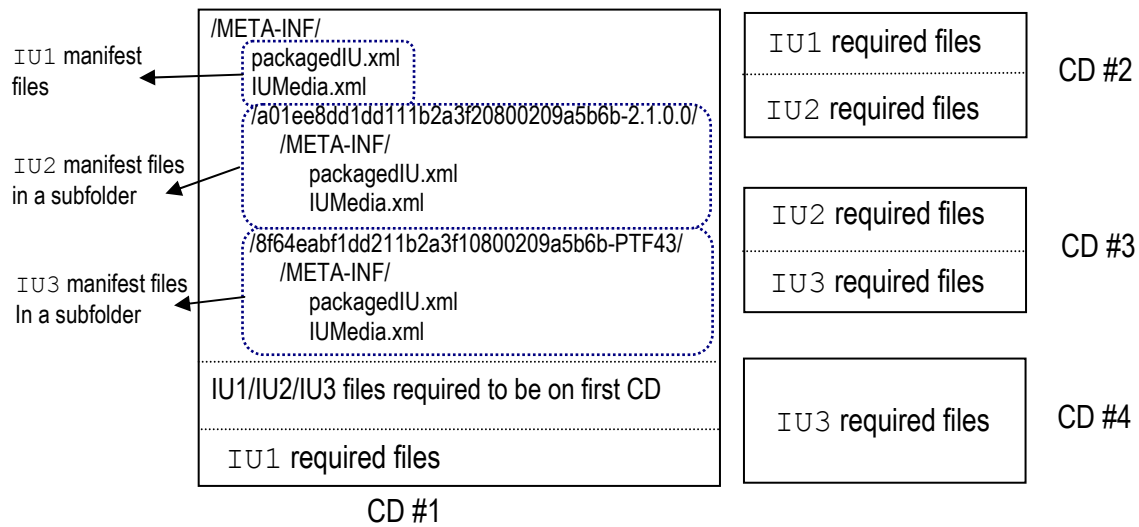 IU1 manifest
files
IU2 manifest files
in a subfolder
IU3 manifest files
In a subfolder
/META-INF/
packagedIU.xml
IUMedia.xml
/a01ee8dd1dd111b2a3f20800209a5b6b-2.1.0.0/
/META-INF/
packagedIU.xml
IUMedia.xml
/8f64eabf1dd211b2a3f10800209a5b6b-PTF43/
/META-INF/
packagedIU.xml
IUMedia.xml
IU1/IU2/IU3 files required to be on first CD
IU1 required files
CD #1
IU1 required files
IU2 required files
CD #2
IU2 required files
IU3 required files
CD #3
IU3 required files
CD #4